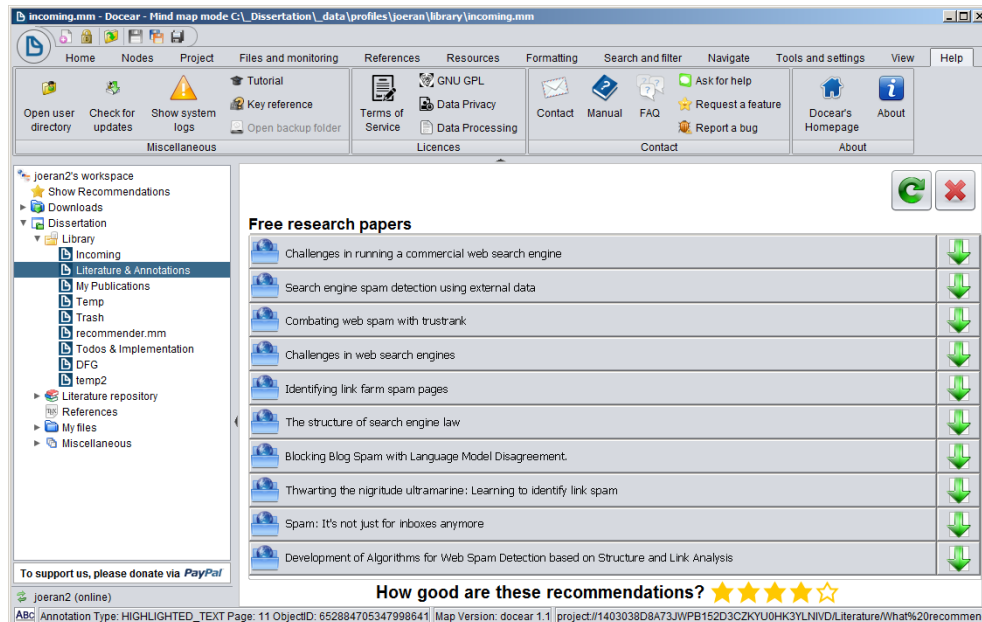 incoming.mm - Docear - Mind map mode C:\_Dissertation\_data\profiles\joeran\library\incoming.mm
Home Nodes Project Files and monitoring References Resources Formatting Search and filter Navigate Tools and settings View Help
Open user directory
Check for updates
Show system logs
Tutorial
Key reference
Open backup folder
Miscellaneous
Terms of Service
GNU GPL
Data Privacy
Data Processing
Licences
Contact
Manual
FAQ
Ask for help
Request a feature
Report a bug
Contact
Docear's Homepage
About
About
joeran2's workspace
Show Recommendations
Downloads
Dissertation
Library
Incoming
Literature & Annotations
My Publications
Temp
Trash
recommender.mm
Todos & Implementation
DFG
temp2
Literature repository
References
My files
Miscellaneous
To support us, please donate via PayPal
joeran2 (online)
Free research papers
Challenges in running a commercial web search engine
Search engine spam detection using external data
Combating web spam with trustrank
Challenges in web search engines
Identifying link farm spam pages
The structure of search engine law
Blocking Blog Spam with Language Model Disagreement.
Thwarting the nigritude ultramarine: Learning to identify link spam
Spam: It's not just for inboxes anymore
Development of Algorithms for Web Spam Detection based on Structure and Link Analysis
How good are these recommendations?
ABC Annotation Type: HIGHLIGHTED_TEXT Page: 11 ObjectID: 652884705347998641 Map Version: docear 1.1 project://1403038D8A73JWPB152D3CZKYU0HK3YLNIVD/Literature/What%20recommen